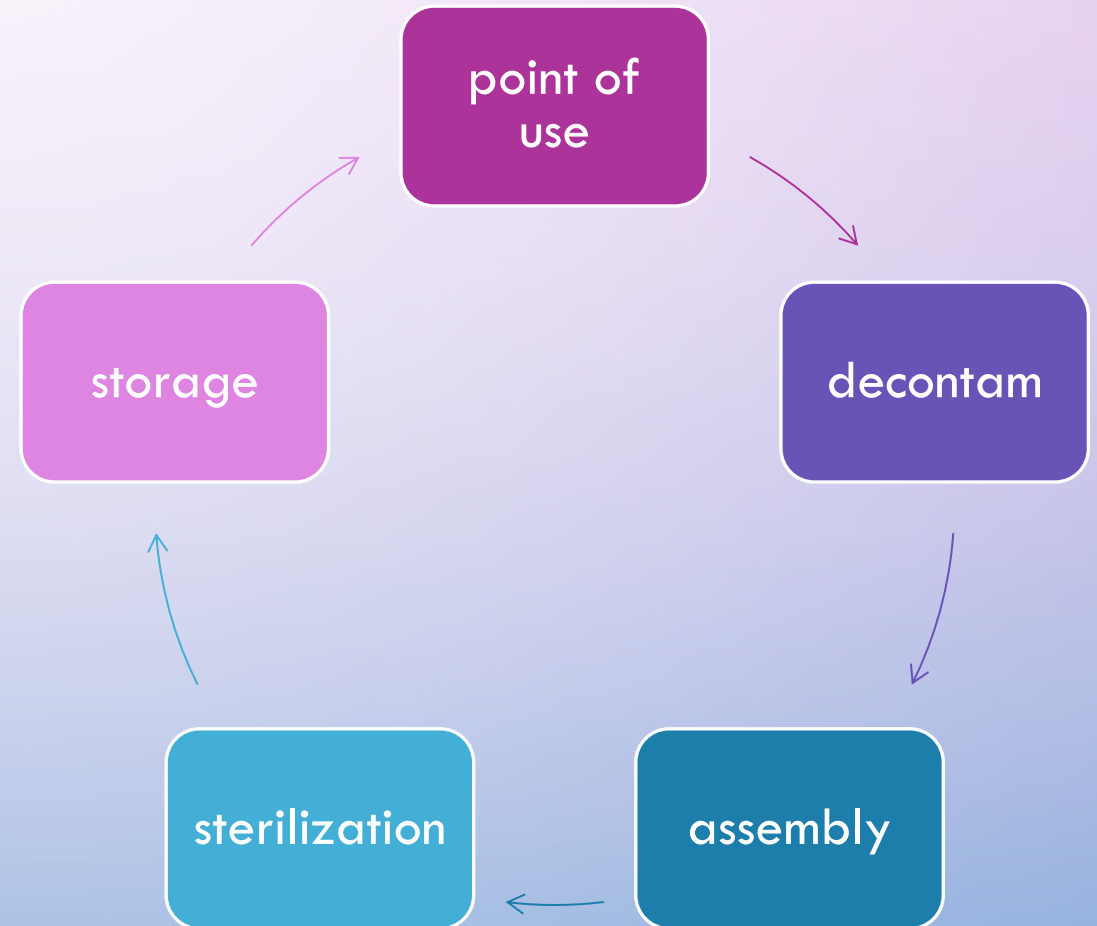 point of
use
decontam
assembly
sterilization
storage